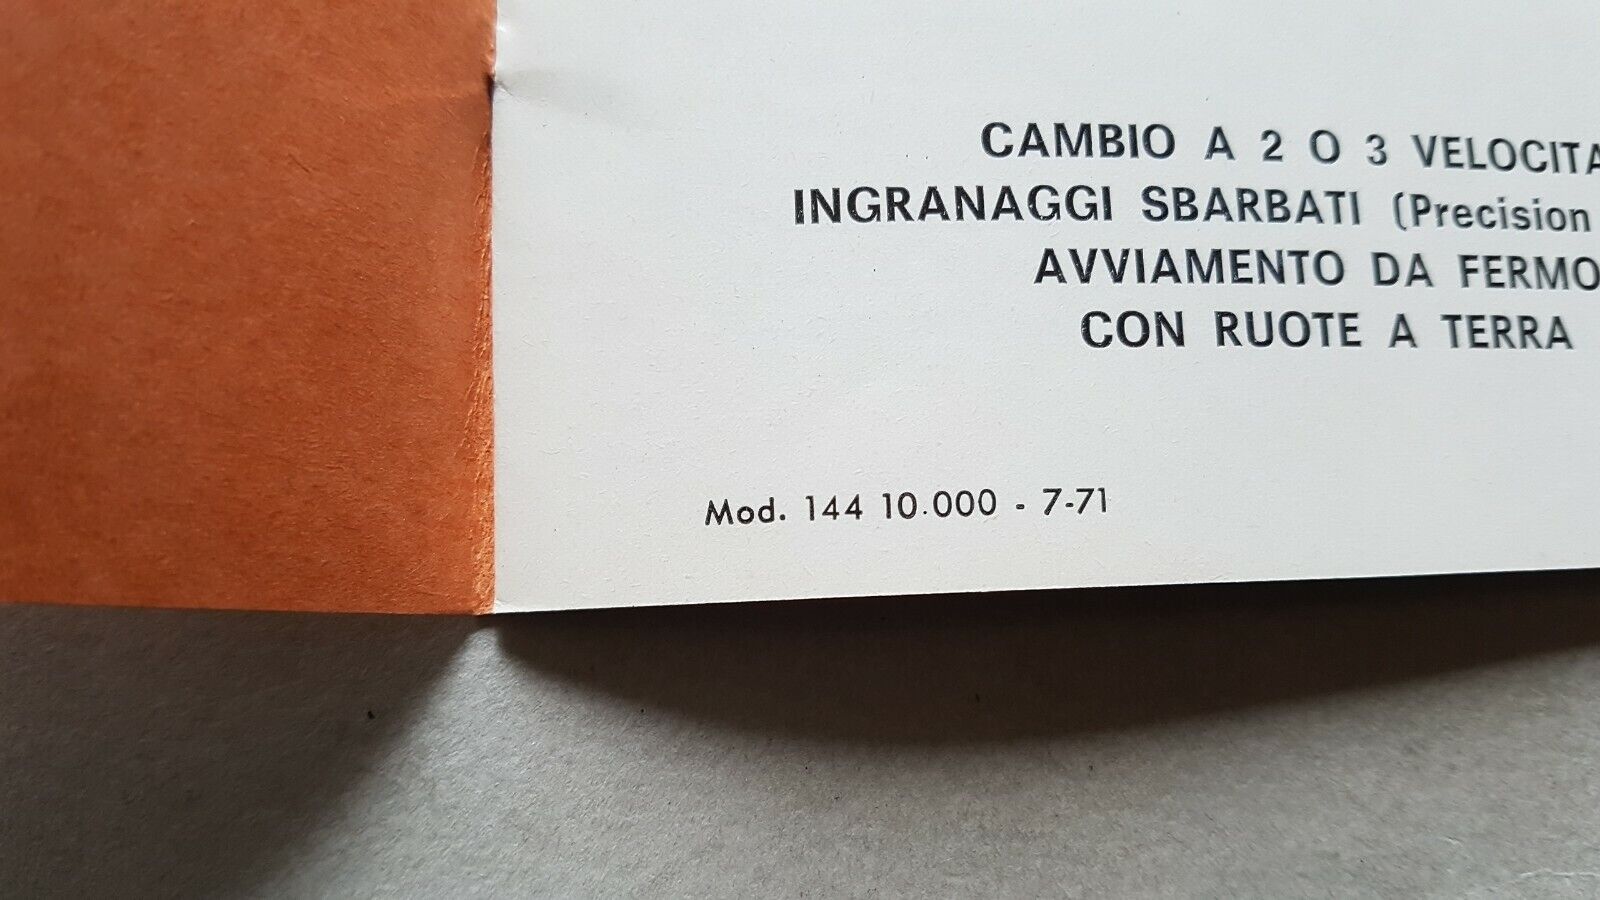 CAMBIO A 2 O 3 VELOCITA
INGRANAGGI SBARBATI (Precision
AVVIAMENTO DA FERMO
CON RUOTE A TERRA
Mod. 144 10.000 - 7-71